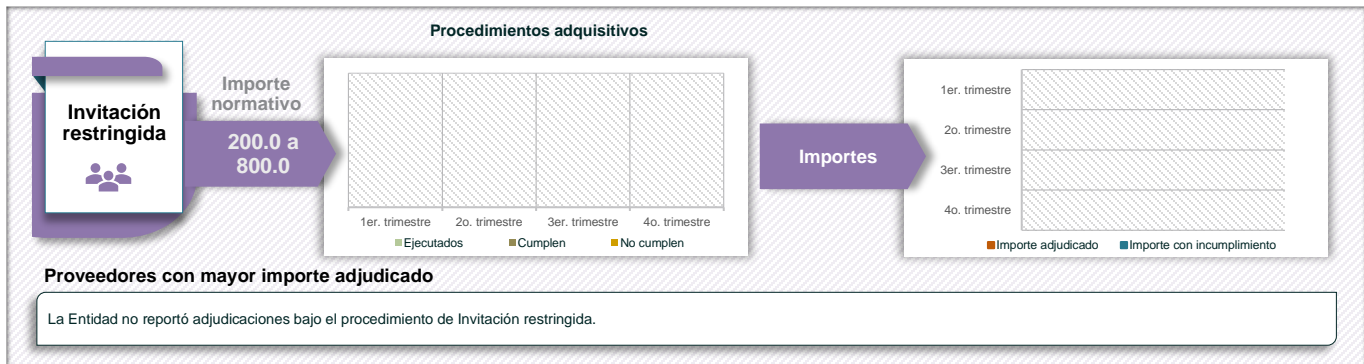 Procedimientos adquisitivos
Invitación
restringida
Importe
normativo
200.0 a
800.0
1er. trimestre
2o. trimestre
3er. trimestre
4o. trimestre
Ejecutados
Cumplen
No cumplen
Importes
1er. trimestre
2o. trimestre
3er. trimestre
4o. trimestre
Importe adjudicado
Importe con incumplimiento
Proveedores con mayor importe adjudicado
La Entidad no reportó adjudicaciones bajo el procedimiento de Invitación restringida.